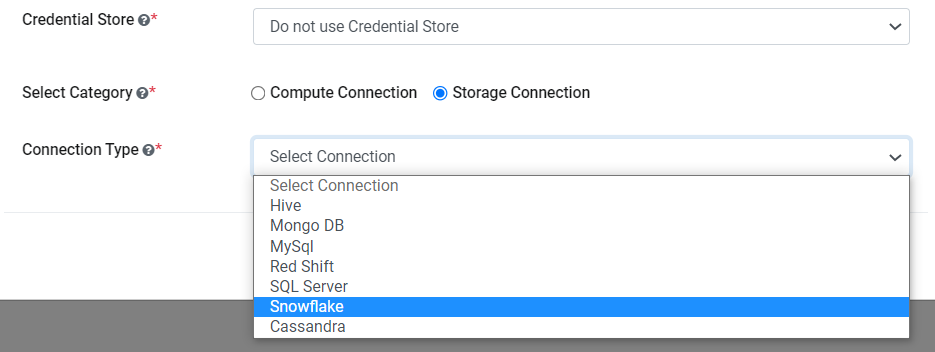 Credential Store ?*
Do not use Credential Store
Select Category ?*
Compute Connection Storage Connection
Connection Type ?*
Select Connection
Select Connection
Hive
Mongo DB
MySql
Red Shift
SQL Server
Snowflake
Cassandra